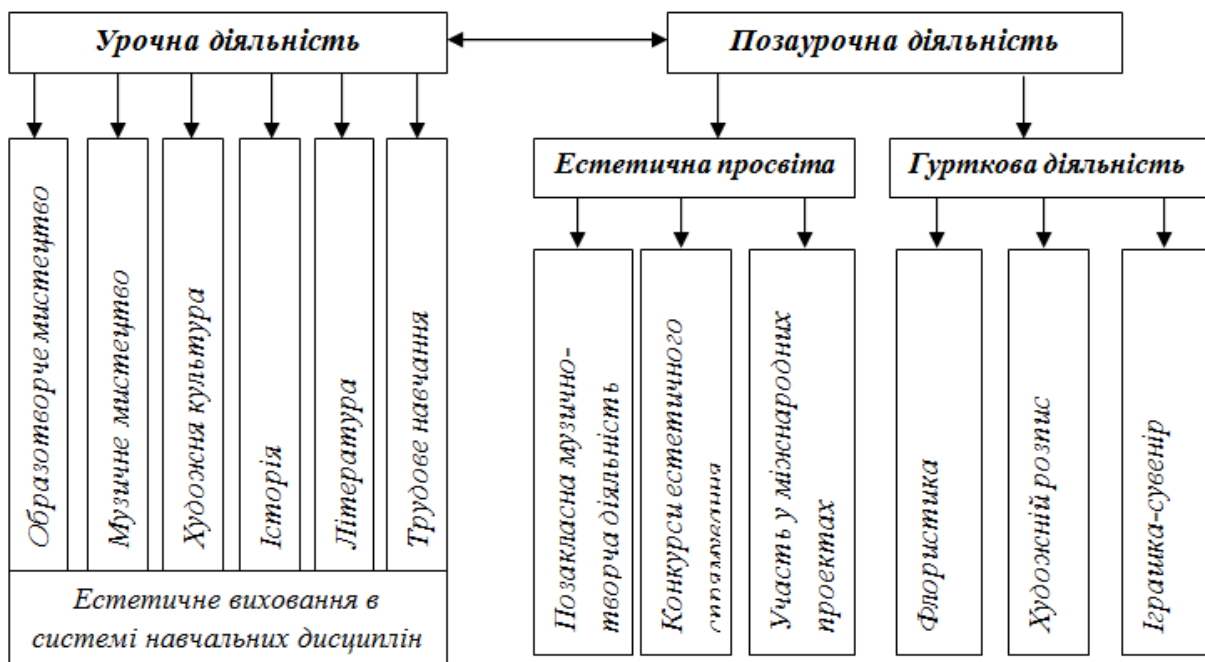 Урочна діяльність
Позаурочна діяльність
Естетична просвіта
Гурткова діяльність
Образотворче мистецтво
Музичне мистецтво
Художня культура
Історія
Література
Трудове навчання
Позакласна музично-
творча діяльність
Конкурси естетичного
спрямування
Участь у міжнародних
проектах
Флористика
Художній розпис
Іграшка-сувенір
Естетичне виховання в
системі навчальних дисциплін